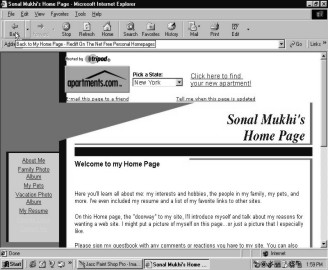 Sonal Mukhi's Home Page - Microsoft Internet Explorer
File Edit View Favorites Tools Help
Back Stop Refresh Home Search Favorites History Mail Print Edit
Back to My Home Page - Redif On The Net Free Personal Homepages
Go Links
hosted by tripod
Pick a State:
Click here to find
apartments.com
New York
your new apartment!
E-mail this page to a friend Tell me when this page is updated
Sonal Mukhi's
Home Page
About Me
Family Photo
Album
My Pets
Vacation Photo
Album
My Resume
Welcome to my Home Page
Here you'll learn all about me: my interests and hobbies, the people in my family, my pets, and
more. I've even included my resume and a list of my favorite links to other sites.
On this Home Page, the "doorway" to my site, I'll introduce myself and talk about my reasons for
wanting a web site. I might put a picture of myself on this page...or just a picture that I especially
like.
Please sign my guestbook with any comments or reactions you have to my site. You can also
Done Internet
Start Jasc Paint Shop Pro - Ima... Sonal Mukhi's Home ... 1:59 PM